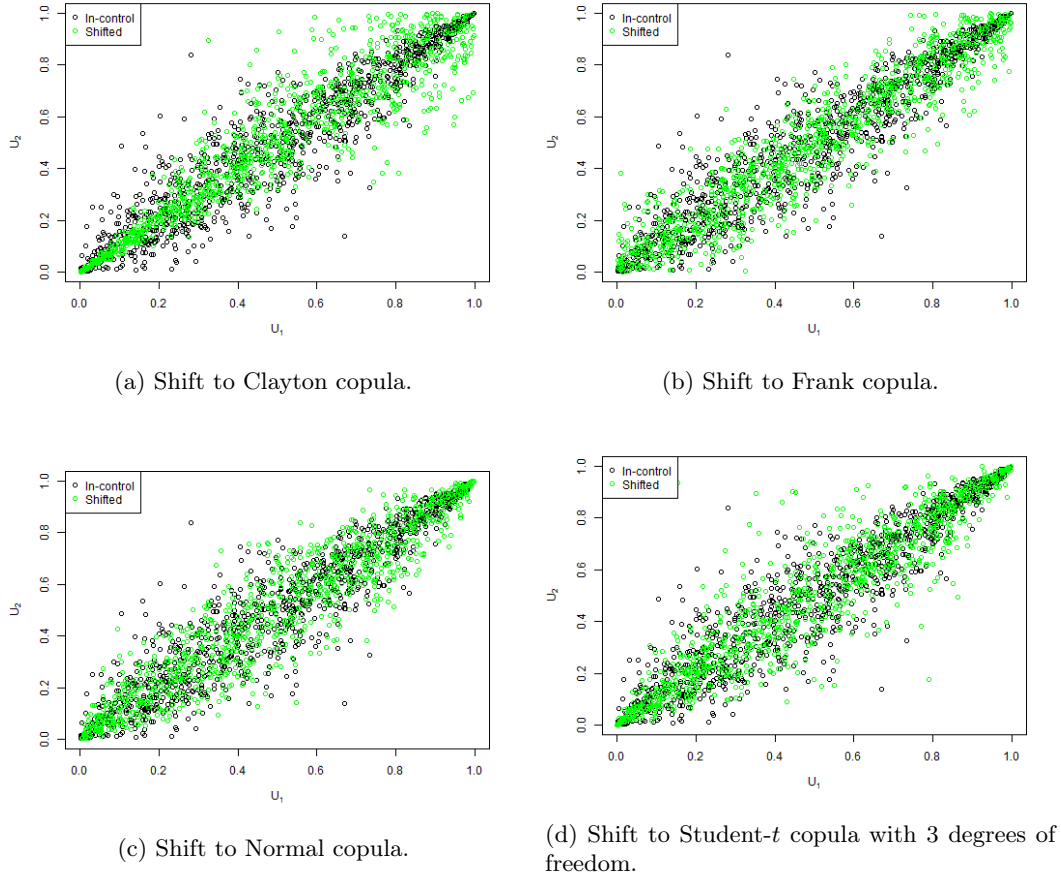 In-control
Shifted
1.0
0.8
0.6
0.4
0.2
0.0
U2
0.0 0.2 0.4 0.6 0.8 1.0
U1
(a) Shift to Clayton copula.
In-control
Shifted
1.0
0.8
0.6
0.4
0.2
0.0
U2
0.0 0.2 0.4 0.6 0.8 1.0
U1
(b) Shift to Frank copula.
In-control
Shifted
1.0
0.8
0.6
0.4
0.2
0.0
U2
0.0 0.2 0.4 0.6 0.8 1.0
U1
(c) Shift to Normal copula.
In-control
Shifted
1.0
0.8
0.6
0.4
0.2
0.0
U2
0.0 0.2 0.4 0.6 0.8 1.0
U1
(d) Shift to Student-t copula with 3 degrees of
freedom.